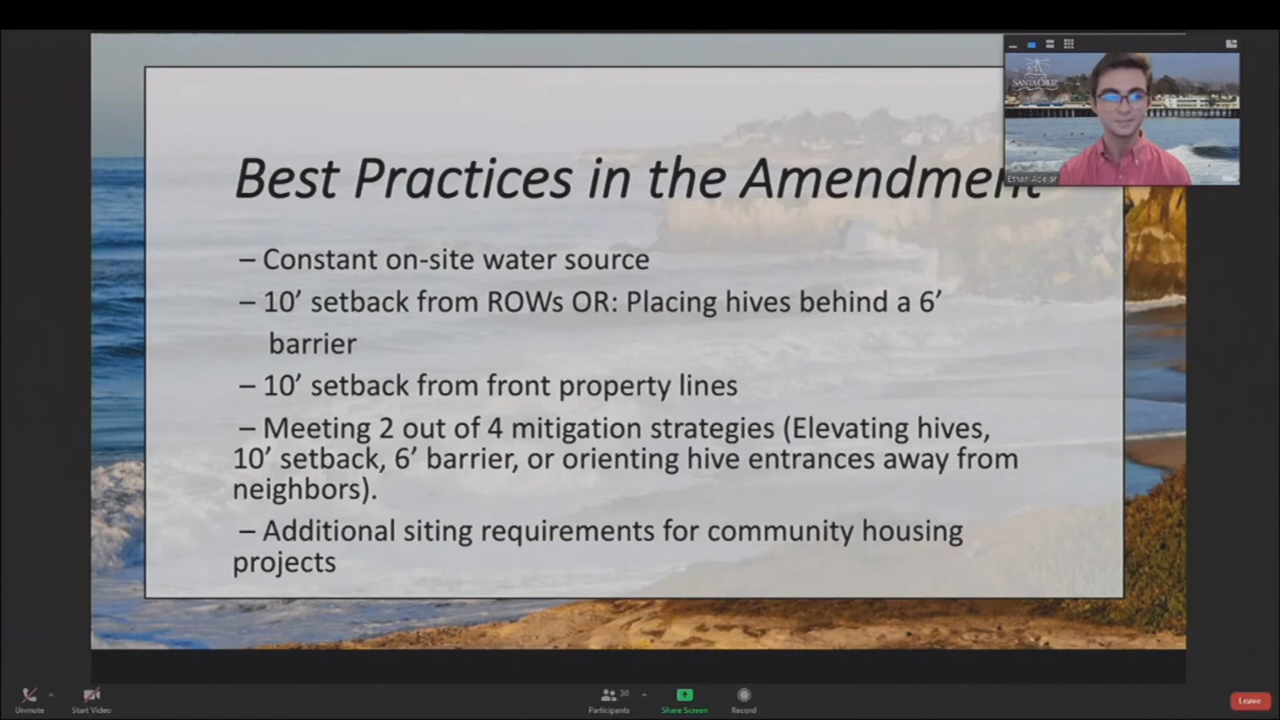 SANTA CRUZ
Best Practices in the Amendment
– Constant on-site water source
– 10’ setback from ROWs OR: Placing hives behind a 6’
barrier
– 10’ setback from front property lines
– Meeting 2 out of 4 mitigation strategies (Elevating hives,
10’ setback, 6’ barrier, or orienting hive entrances away from
neighbors).
– Additional siting requirements for community housing
projects
Unmute
Start Video
Participants
30
Share Screen
Record
Leave